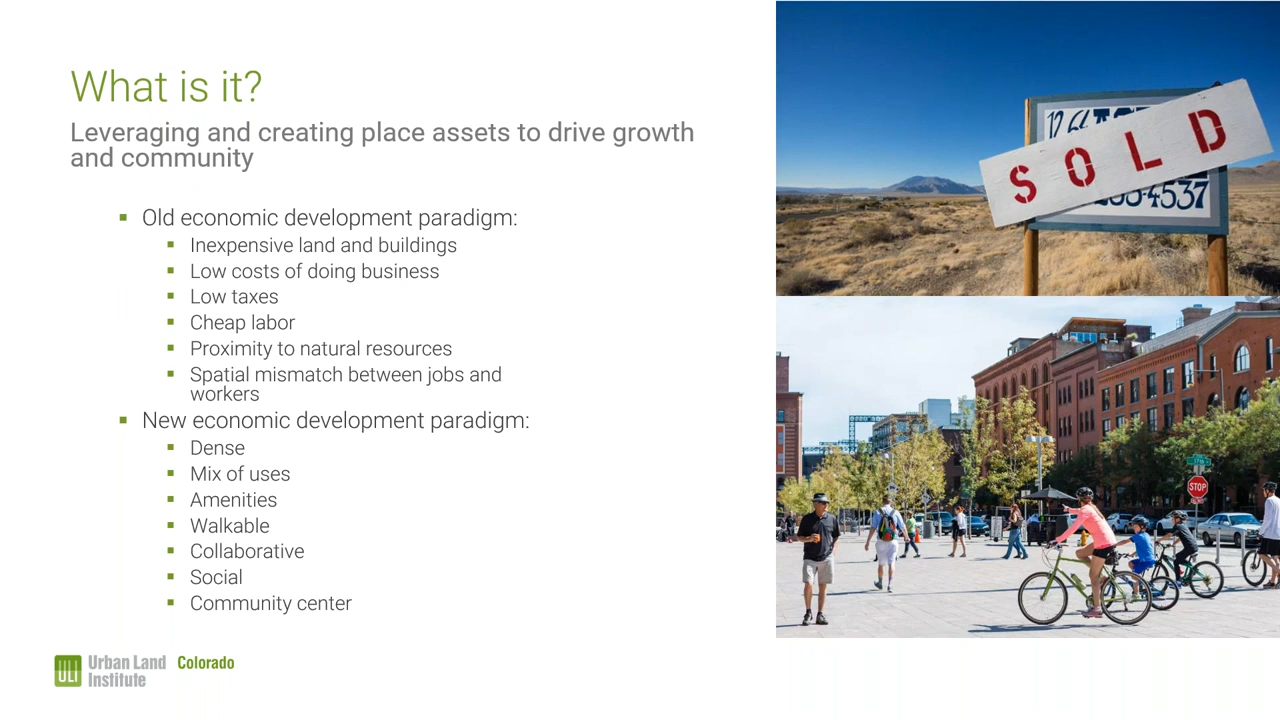 What is it?
Leveraging and creating place assets to drive growth
and community
Old economic development paradigm:
Inexpensive land and buildings
Low costs of doing business
Low taxes
Cheap labor
Proximity to natural resources
Spatial mismatch between jobs and
workers
New economic development paradigm:
Dense
Mix of uses
Amenities
Walkable
Collaborative
Social
Community center
ULI Urban Land
Institute
Colorado
SOLD
STOP